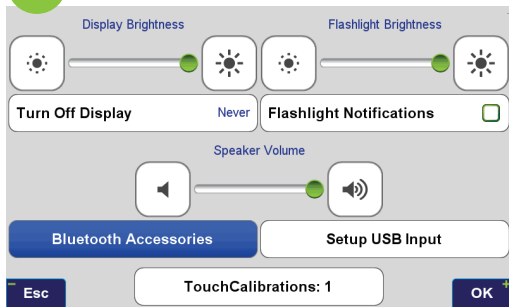 Display Brightness
Flashlight Brightness
Turn Off Display
Never
Flashlight Notifications
Speaker Volume
Bluetooth Accessories
Setup USB Input
- Esc
TouchCalibrations: 1
OK +